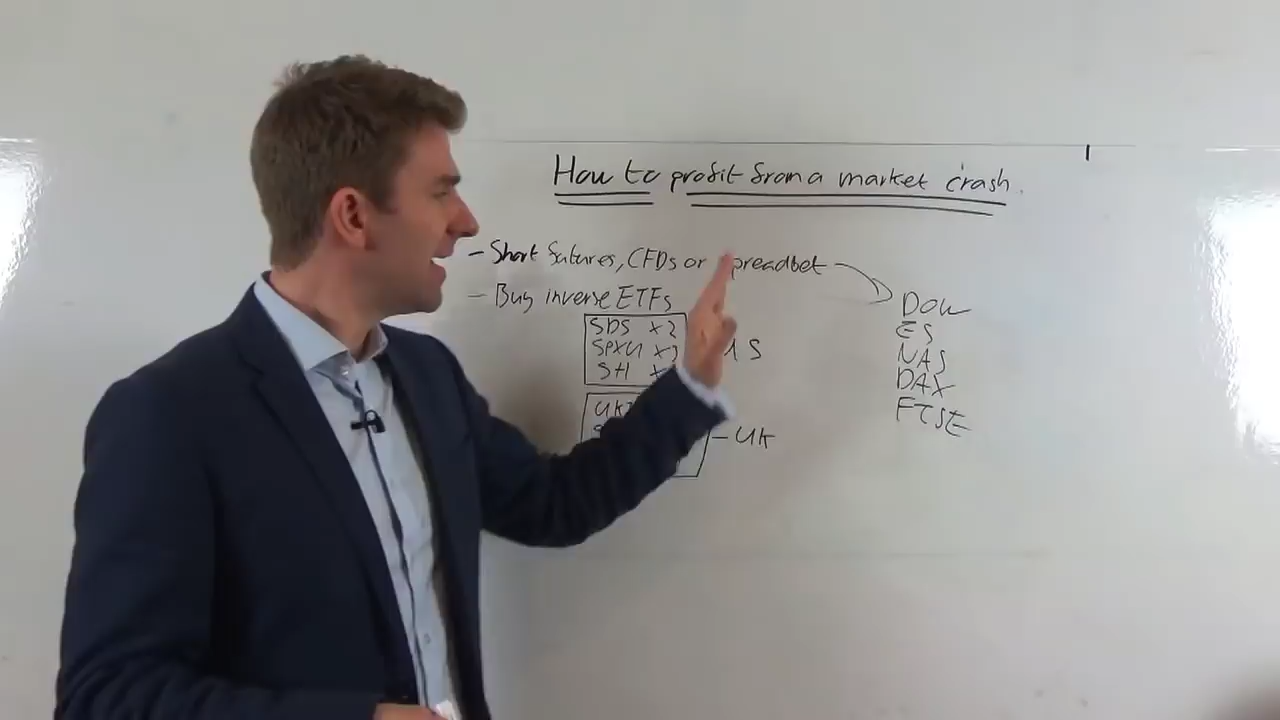 How to profit from a market crash.
- Short futures, CFDs or spreadbet
- Buy inverse ETFs
SDS x2
SPXU x3
SH
US
UK
- UK
DOW
ES
NAS
DAX
FTSE